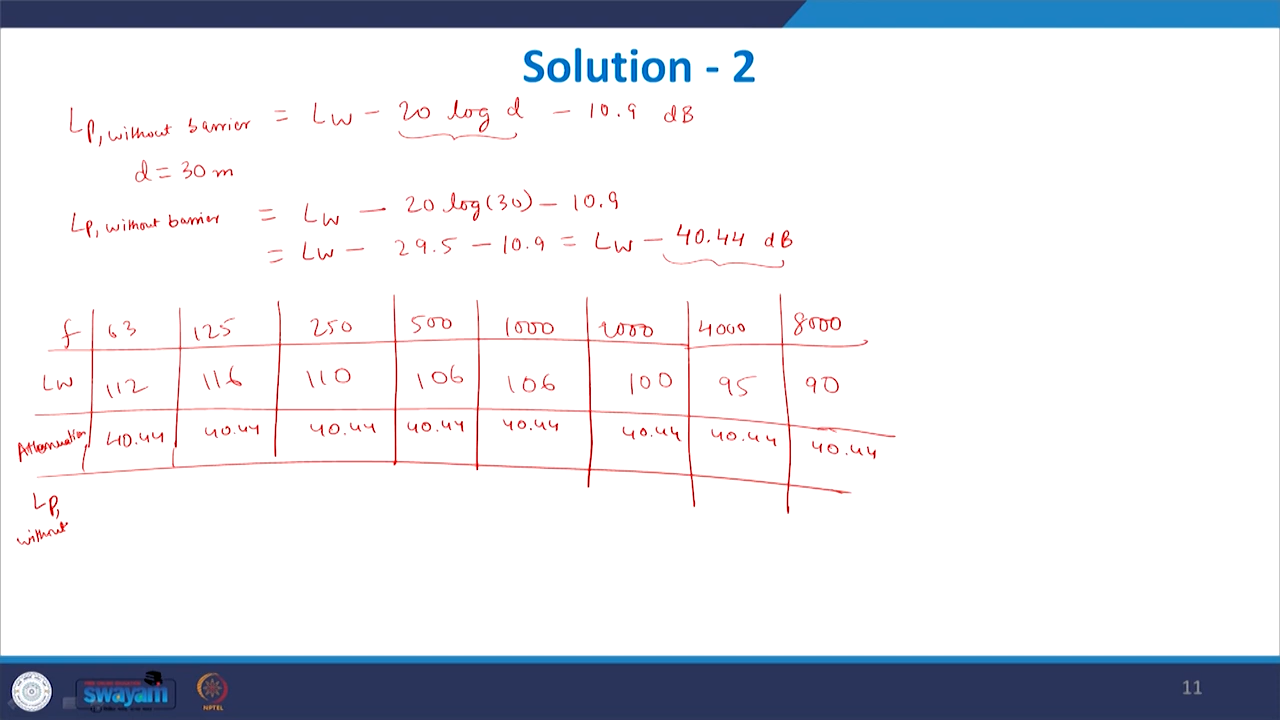 Solution - 2
Lp, without barrier = Lw - 20 log d - 10.9 dB
d = 30 m
Lp, without barrier = Lw - 20 log(30) - 10.9
= Lw - 29.5 - 10.9 = Lw - 40.44 dB
f 63 125 250 500 1000 2000 4000 8000
Lw 112 116 110 106 106 100 95 90
Attenuation 40.44 40.44 40.44 40.44 40.44 40.44 40.44 40.44
Lp,
without
swayam
NPTEL
11